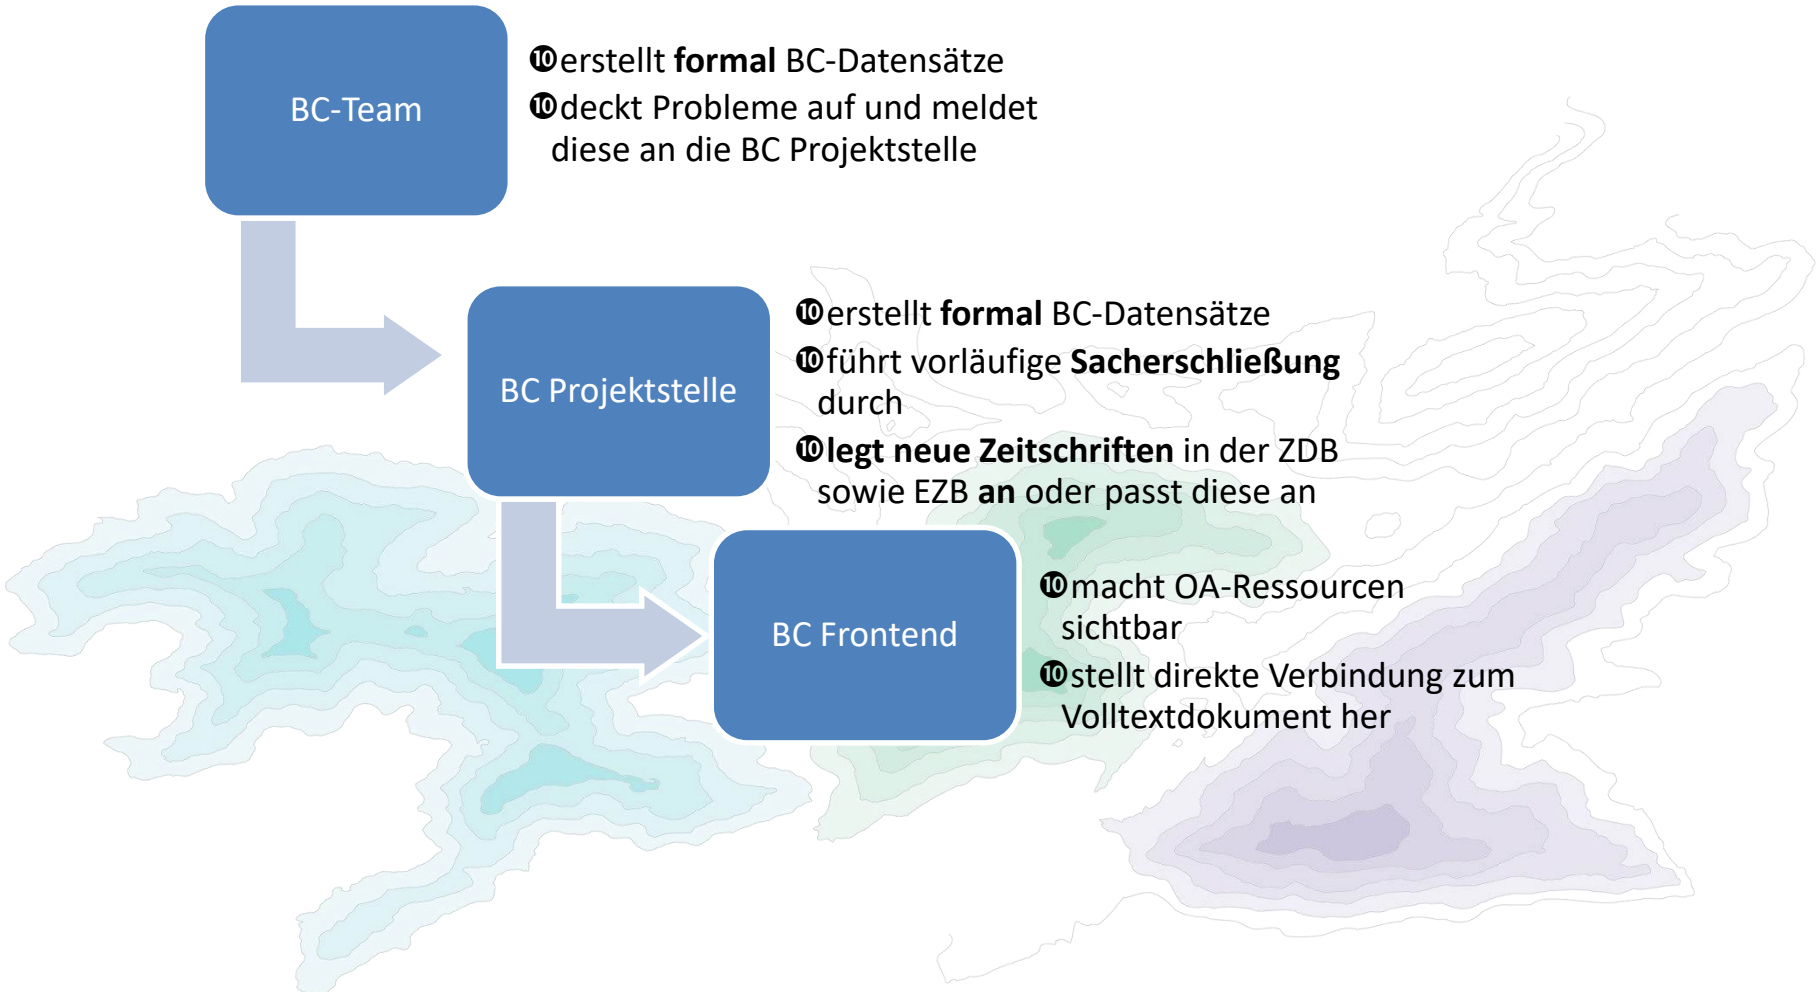 BC-Team
❿erstellt formal BC-Datensätze
❿deckt Probleme auf und meldet
diese an die BC Projektstelle
BC Projektstelle
❿erstellt formal BC-Datensätze
❿führt vorläufige Sacherschließung
durch
❿legt neue Zeitschriften in der ZDB
sowie EZB an oder passt diese an
BC Frontend
❿macht OA-Ressourcen
sichtbar
❿stellt direkte Verbindung zum
Volltextdokument her